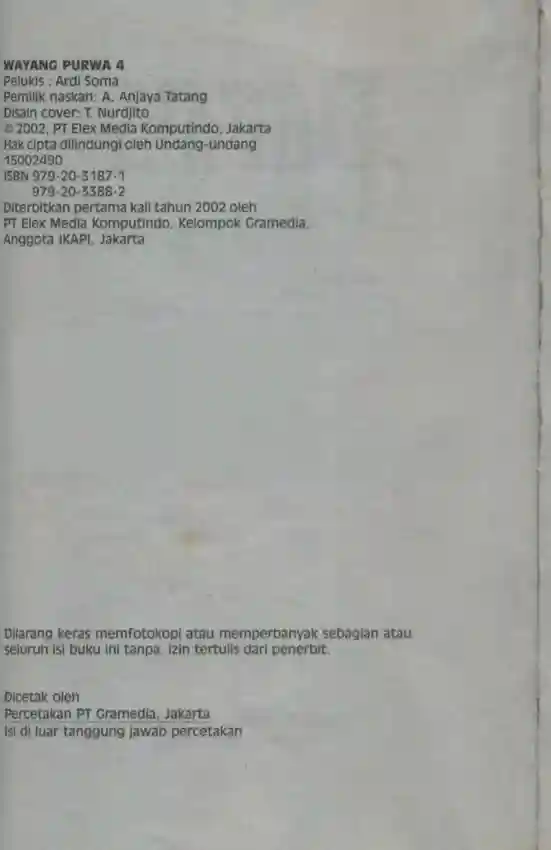 WAYANG PURWA 4
Pelukis : Ardi Soma
Pemilik naskah: A. Anjaya Tatang
Disain cover: T. Nurdjito
© 2002, PT Elex Media Komputindo, Jakarta
Hak cipta dilindungi oleh Undang-undang
15002490
ISBN 979-20-3187-1
979-20-3388-2
Diterbitkan pertama kali tahun 2002 oleh
PT Elex Media Komputindo, Kelompok Gramedia,
Anggota IKAPI, Jakarta
Dilarang keras memfotokopi atau memperbanyak sebagian atau
seluruh isi buku ini tanpa izin tertulis dari penerbit.
Dicetak oleh
Percetakan PT Gramedia, Jakarta
Isi di luar tanggung jawab percetakan